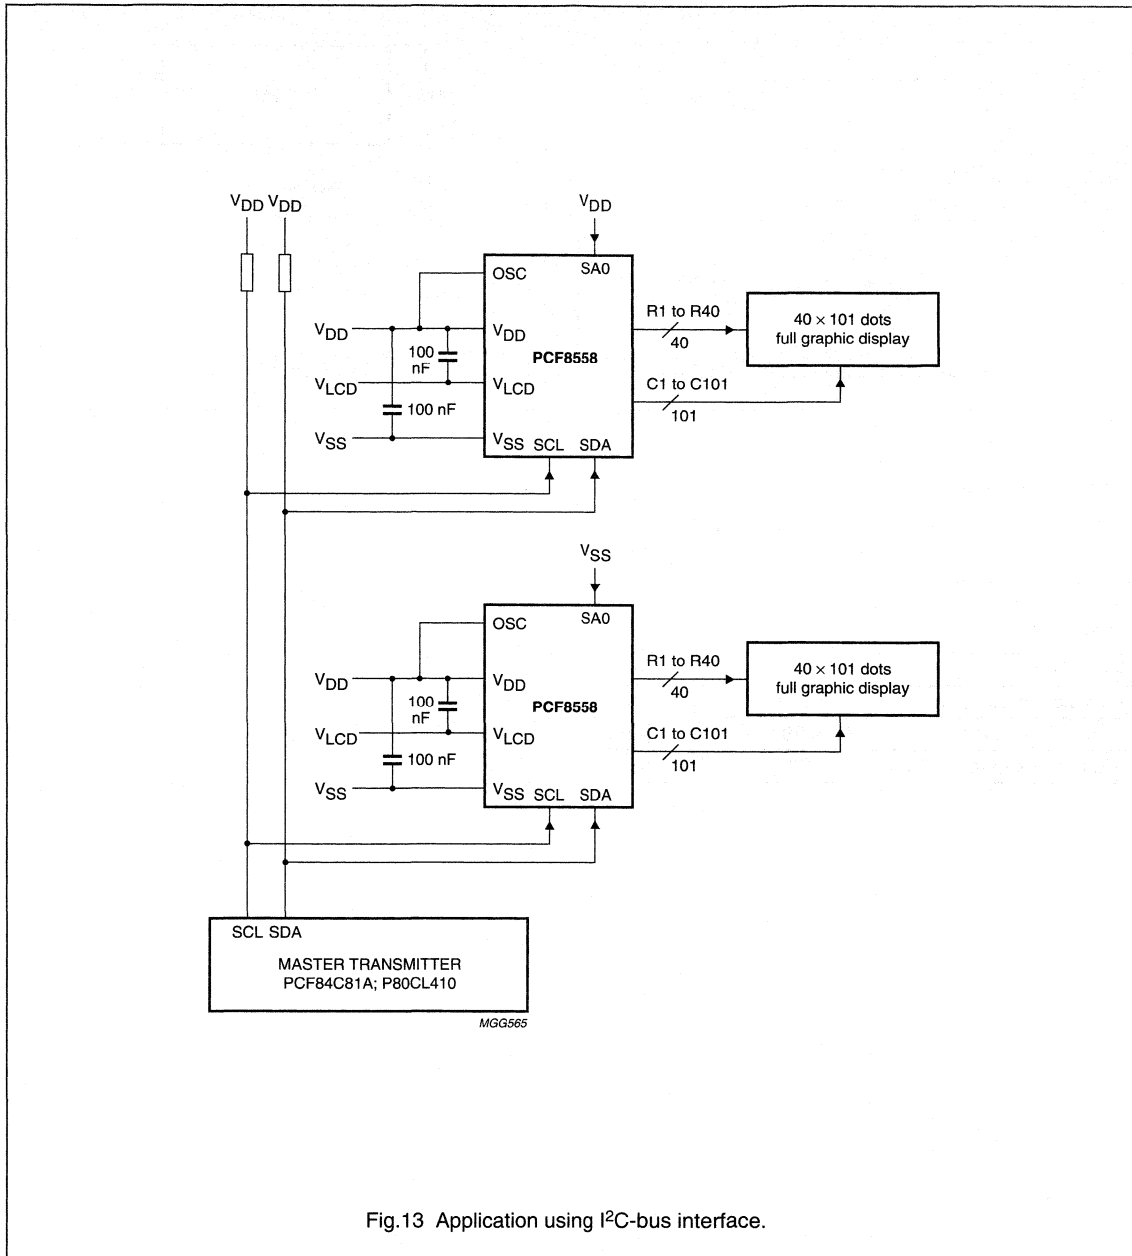 VDD VDD
VDD
OSC
SA0
VDD
VDD
100
nF
PCF8558
VLCD
VLCD
100 nF
VSS
VSS SCL SDA
R1 to R40
40
C1 to C101
101
40 × 101 dots
full graphic display
VSS
OSC
SA0
VDD
VDD
100
nF
PCF8558
VLCD
VLCD
100 nF
VSS
VSS SCL SDA
R1 to R40
40
C1 to C101
101
40 × 101 dots
full graphic display
SCL SDA
MASTER TRANSMITTER
PCF84C81A; P80CL410
MGG565
Fig.13 Application using I²C-bus interface.